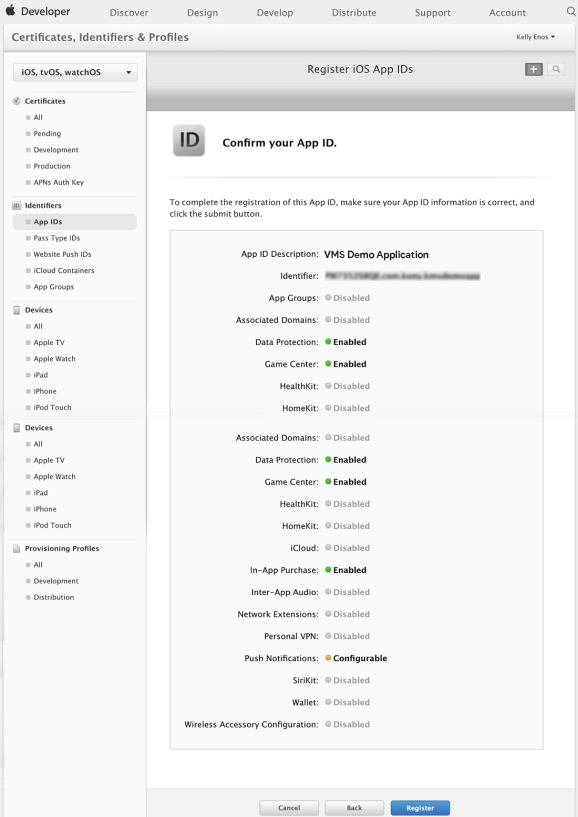 Developer Discover Design Develop Distribute Support Account
Certificates, Identifiers & Profiles
Kelly Enos
iOS, tvOS, watchOS
Certificates
All
Pending
Development
Production
APNs Auth Key
Identifiers
App IDs
Pass Type IDs
Website Push IDs
iCloud Containers
App Groups
Devices
All
Apple TV
Apple Watch
iPad
iPhone
iPod Touch
Devices
All
Apple TV
Apple Watch
iPad
iPhone
iPod Touch
Provisioning Profiles
All
Development
Distribution
Register iOS App IDs
ID Confirm your App ID.
To complete the registration of this App ID, make sure your App ID information is correct, and
click the submit button.
App ID Description: VMS Demo Application
Identifier:
App Groups: Disabled
Associated Domains: Disabled
Data Protection: Enabled
Game Center: Enabled
HealthKit: Disabled
HomeKit: Disabled
Associated Domains: Disabled
Data Protection: Enabled
Game Center: Enabled
HealthKit: Disabled
HomeKit: Disabled
iCloud: Disabled
In-App Purchase: Enabled
Inter-App Audio: Disabled
Network Extensions: Disabled
Personal VPN: Disabled
Push Notifications: Configurable
SiriKit: Disabled
Wallet: Disabled
Wireless Accessory Configuration: Disabled
Cancel Back Register